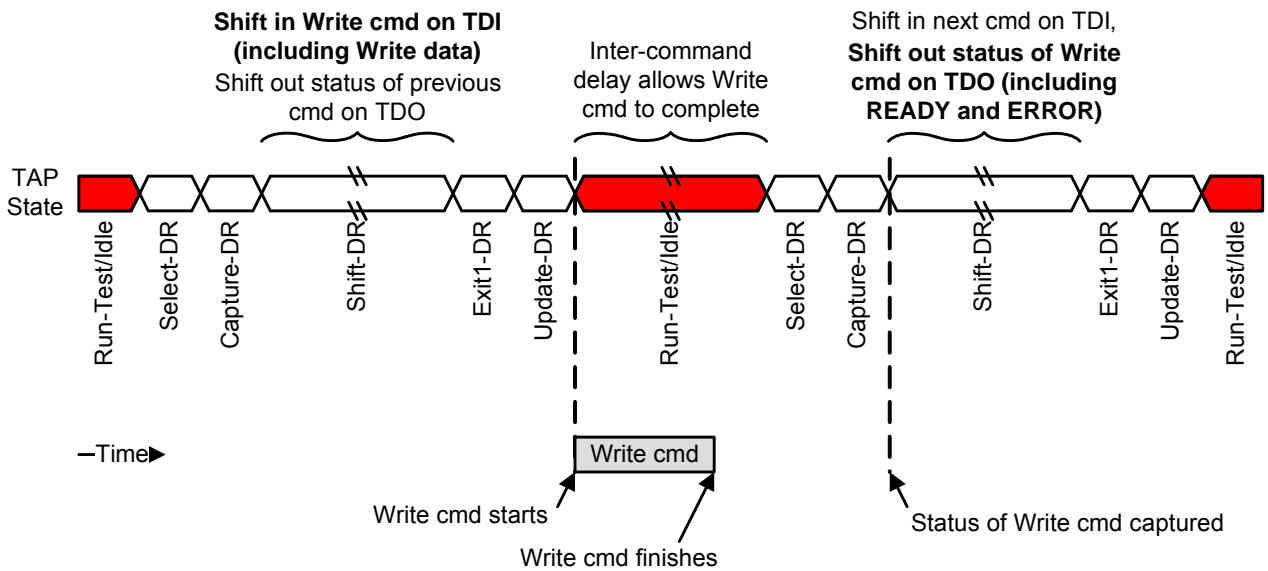 Shift in Write cmd on TDI
(including Write data)
Shift out status of previous
cmd on TDO
Inter-command
delay allows Write
cmd to complete
Shift in next cmd on TDI,
Shift out status of Write
cmd on TDO (including
READY and ERROR)
TAP
State
Run-Test/Idle
Select-DR
Capture-DR
Shift-DR
Exit1-DR
Update-DR
Run-Test/Idle
Select-DR
Capture-DR
Shift-DR
Exit1-DR
Update-DR
Run-Test/Idle
Time
Write cmd
Write cmd starts
Write cmd finishes
Status of Write cmd captured